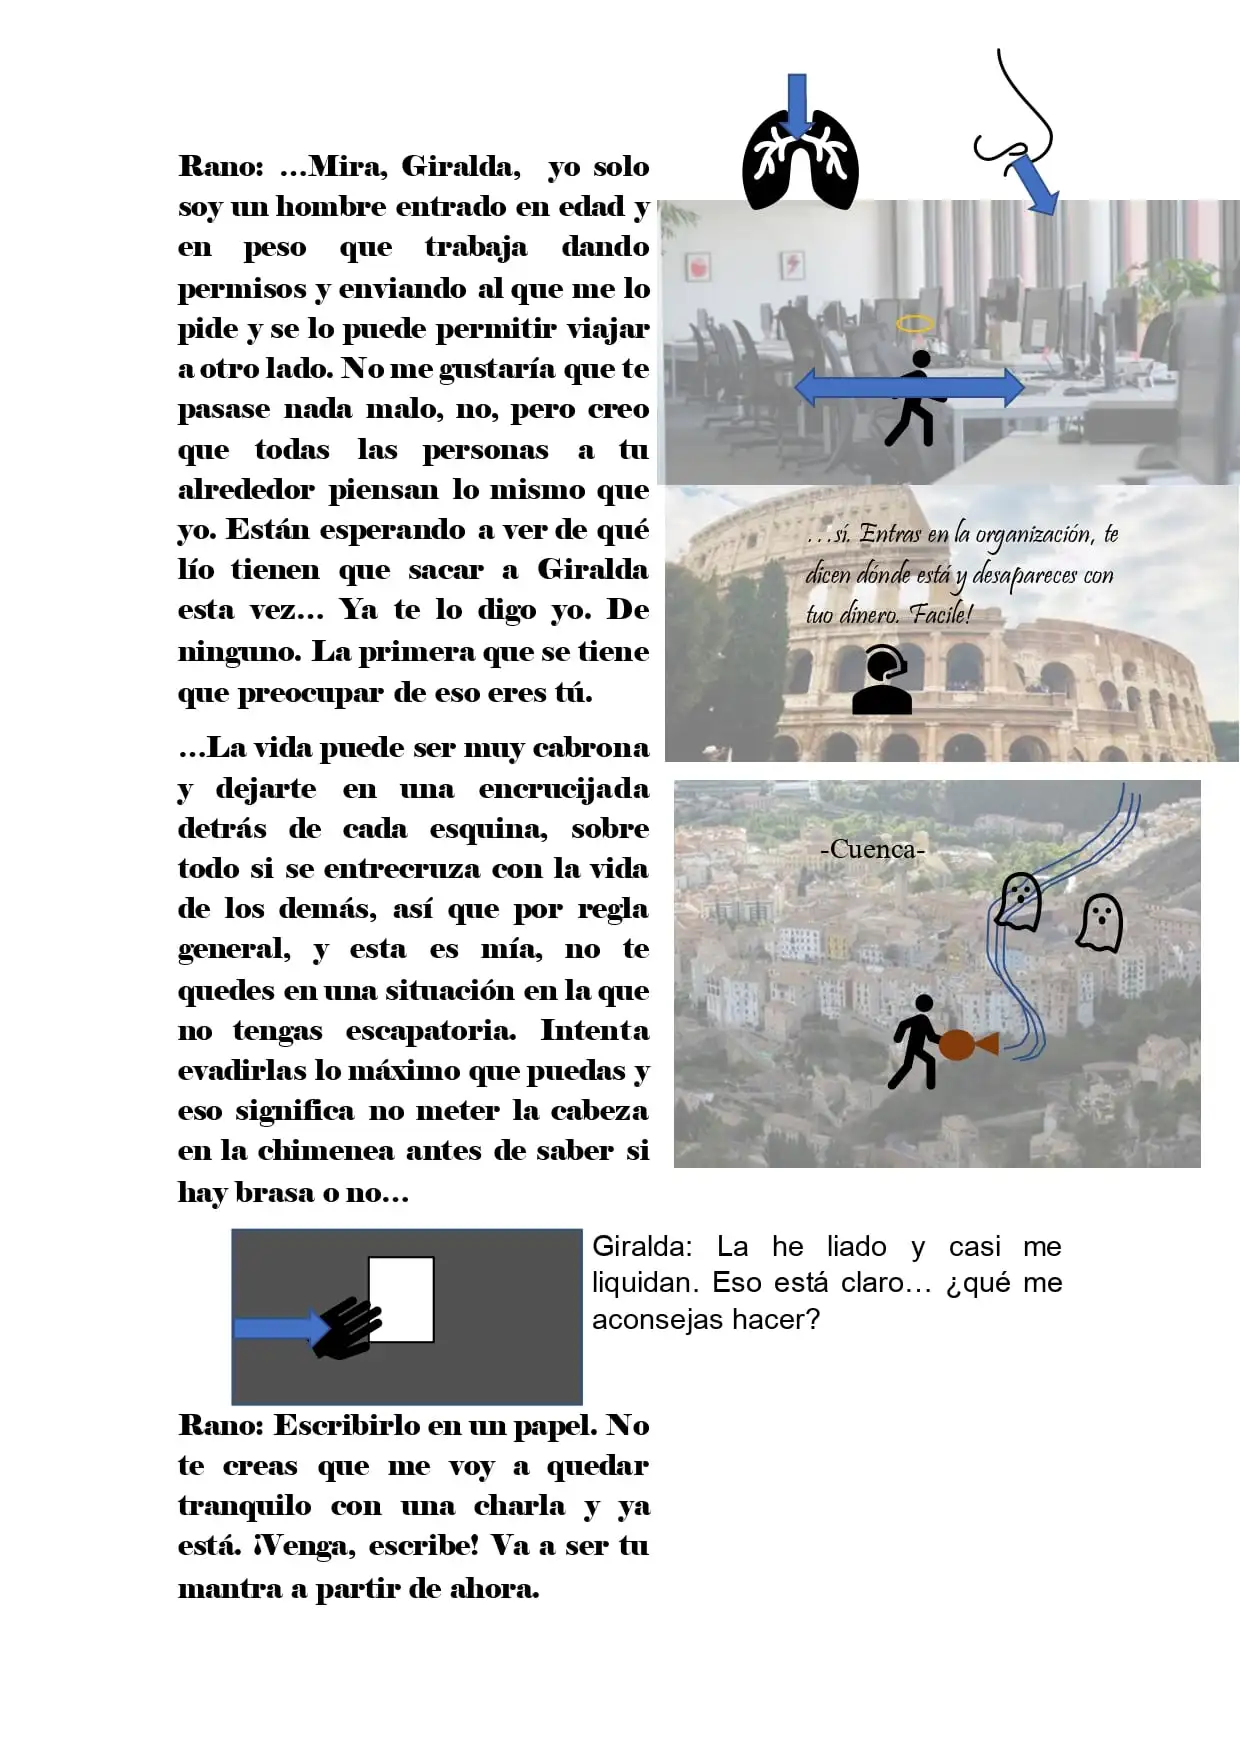 Rano: …Mira, Giralda, yo solo
soy un hombre entrado en edad y
en peso que trabaja dando
permisos y enviando al que me lo
pide y se lo puede permitir viajar
a otro lado. No me gustaría que te
pasase nada malo, no, pero creo
que todas las personas a tu
alrededor piensan lo mismo que
yo. Están esperando a ver de qué
lío tienen que sacar a Giralda
esta vez… Ya te lo digo yo. De
ninguno. La primera que se tiene
que preocupar de eso eres tú.
…La vida puede ser muy cabrona
y dejarte en una encrucijada
detrás de cada esquina, sobre
todo si se entrecruza con la vida
de los demás, así que por regla
general, y esta es mía, no te
quedes en una situación en la que
no tengas escapatoria. Intenta
evadirlas lo máximo que puedas y
eso significa no meter la cabeza
en la chimenea antes de saber si
hay brasa o no…
…sí. Entras en la organización, te
dicen dónde está y desapareces con
tuo dinero. Facile!
-Cuenca-
Giralda: La he liado y casi me
liquidan. Eso está claro… ¿qué me
aconsejas hacer?
Rano: Escribirlo en un papel. No
te creas que me voy a quedar
tranquilo con una charla y ya
está. ¡Venga, escribe! Va a ser tu
mantra a partir de ahora.